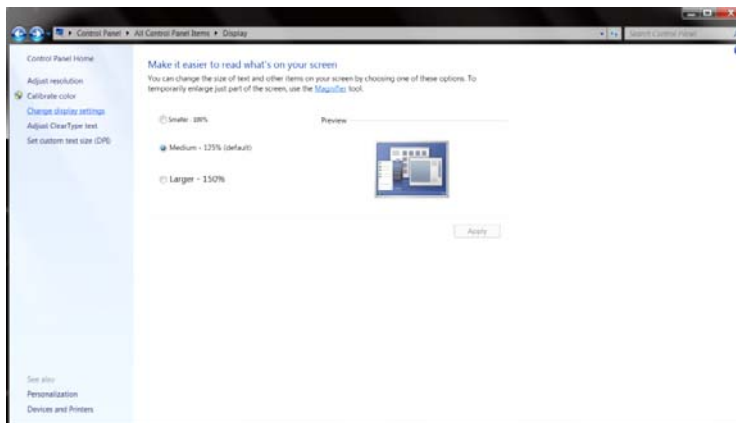 Control Panel ▸ All Control Panel Items ▸ Display
Search Control Panel
Control Panel Home
Adjust resolution
Calibrate color
Change display settings
Adjust ClearType text
Set custom text size (DPI)
Make it easier to read what's on your screen
You can change the size of text and other items on your screen by choosing one of these options. To
temporarily enlarge just part of the screen, use the Magnifier tool.
Smaller - 100%
Preview
Medium - 125% (default)
Larger - 150%
Apply
See also
Personalization
Devices and Printers